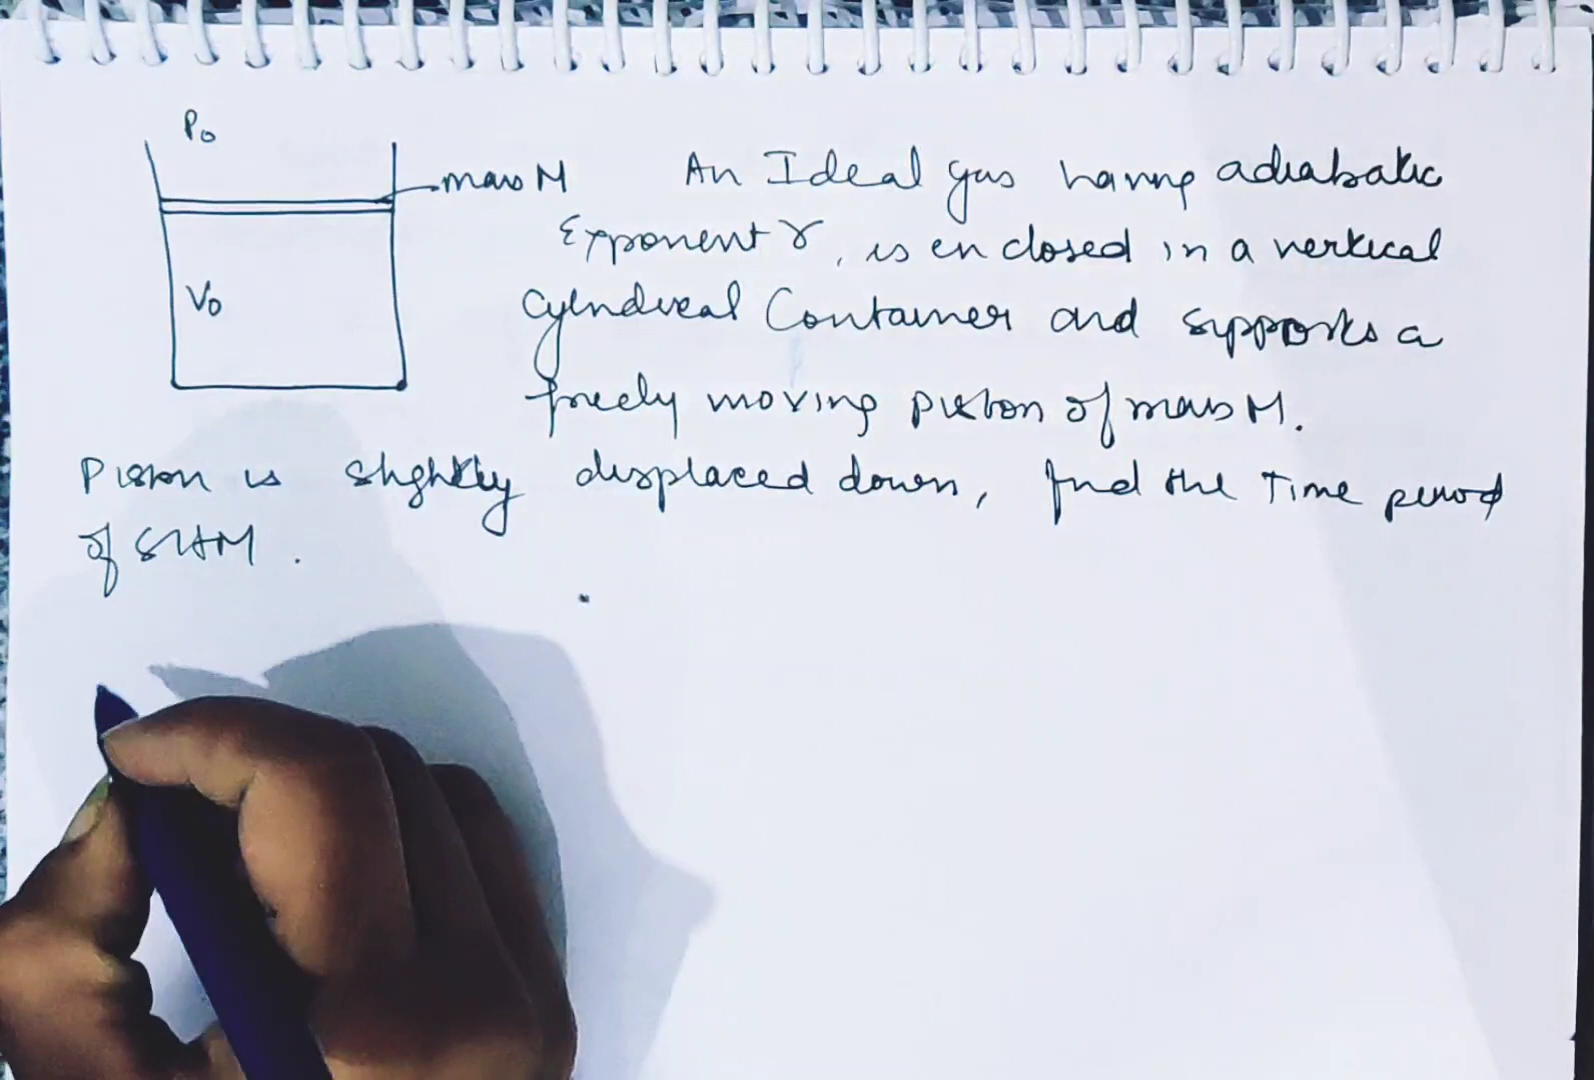 P₀
mass M
V₀
An Ideal gas having adiabatic
Exponent γ, is enclosed in a vertical
Cylindrical Container and supports a
freely moving piston of mass M.
Piston is slightly displaced down, find the Time period
of SHM.